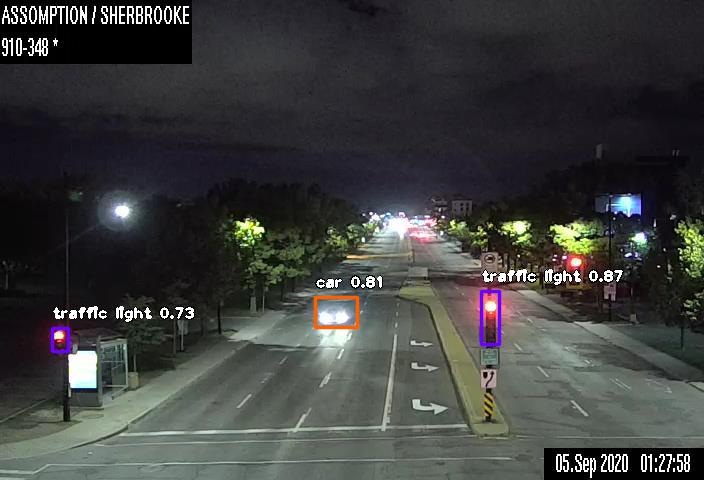 ASSOMPTION / SHERBROOKE
910-348 *
car 0.81
traffic light 0.87
traffic light 0.73
05.Sep 2020 01:27:58